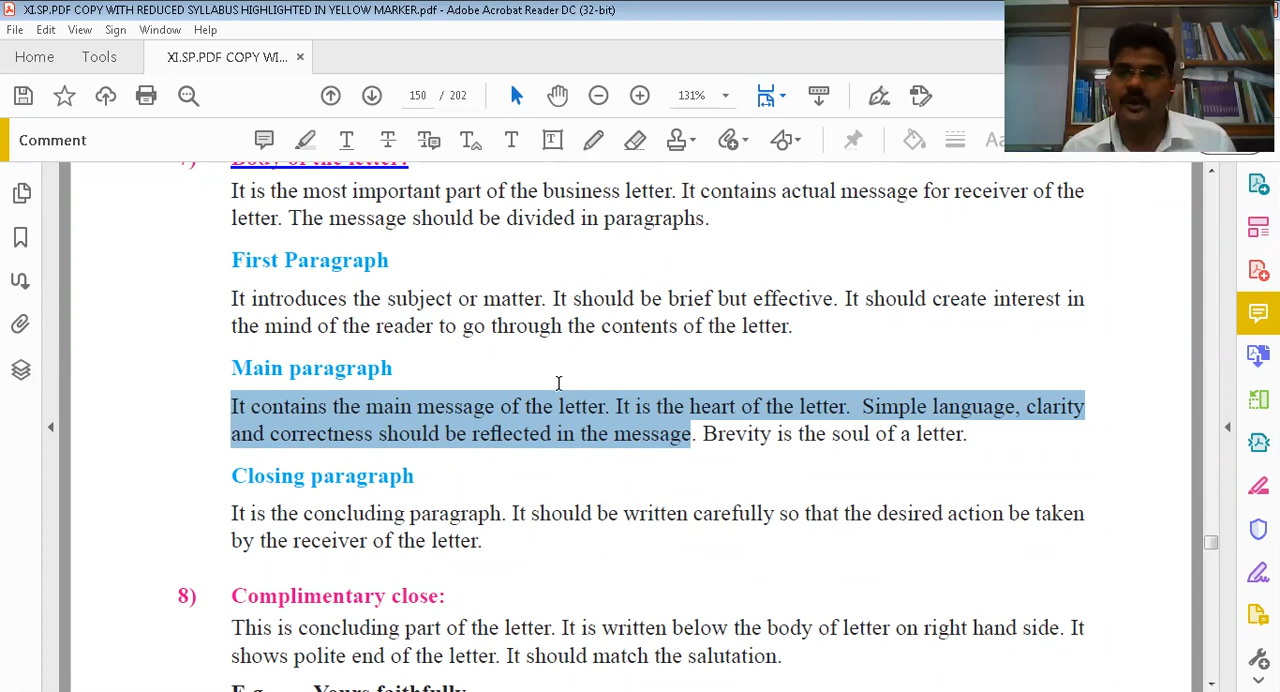 XI.SP.PDF COPY WITH REDUCED SYLLABUS HIGHLIGHTED IN YELLOW MARKER.pdf - Adobe Acrobat Reader DC (32-bit)
File Edit View Sign Window Help
Home Tools XI.SP.PDF COPY WI... ×
150 / 202 131%
Comment
Body of the letter:
It is the most important part of the business letter. It contains actual message for receiver of the
letter. The message should be divided in paragraphs.
First Paragraph
It introduces the subject or matter. It should be brief but effective. It should create interest in
the mind of the reader to go through the contents of the letter.
Main paragraph
It contains the main message of the letter. It is the heart of the letter. Simple language, clarity
and correctness should be reflected in the message. Brevity is the soul of a letter.
Closing paragraph
It is the concluding paragraph. It should be written carefully so that the desired action be taken
by the receiver of the letter.
8) Complimentary close:
This is concluding part of the letter. It is written below the body of letter on right hand side. It
shows polite end of the letter. It should match the salutation.
E.g. Yours faithfully